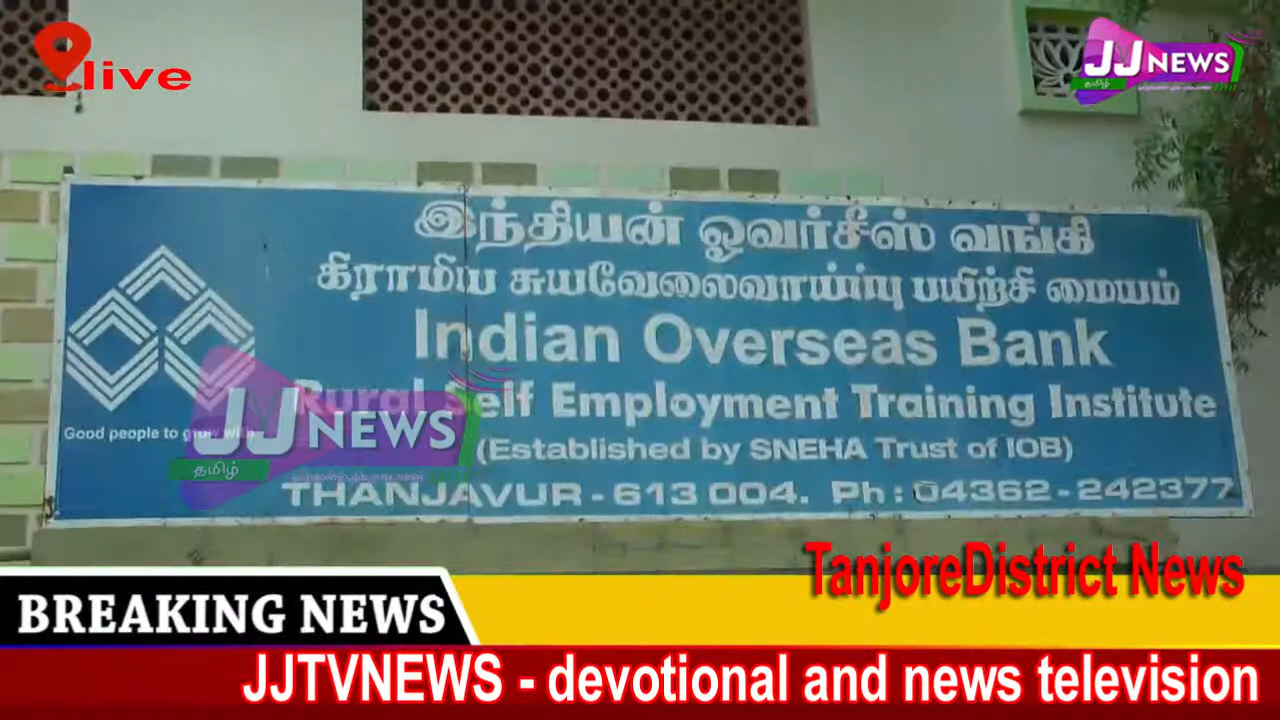 live
JJ NEWS
தமிழ்
இந்தியன் ஓவர்சீஸ் வங்கி
கிராமிய சுயவேலைவாய்ப்பு பயிற்சி மையம்
Indian Overseas Bank
Rural Self Employment Training Institute
Good people to grow with
(Established by SNEHA Trust of IOB)
THANJAVUR - 613 004. Ph : 04362 - 242377
JJ NEWS
தமிழ்
TanjoreDistrict News
BREAKING NEWS
JJTVNEWS - devotional and news television